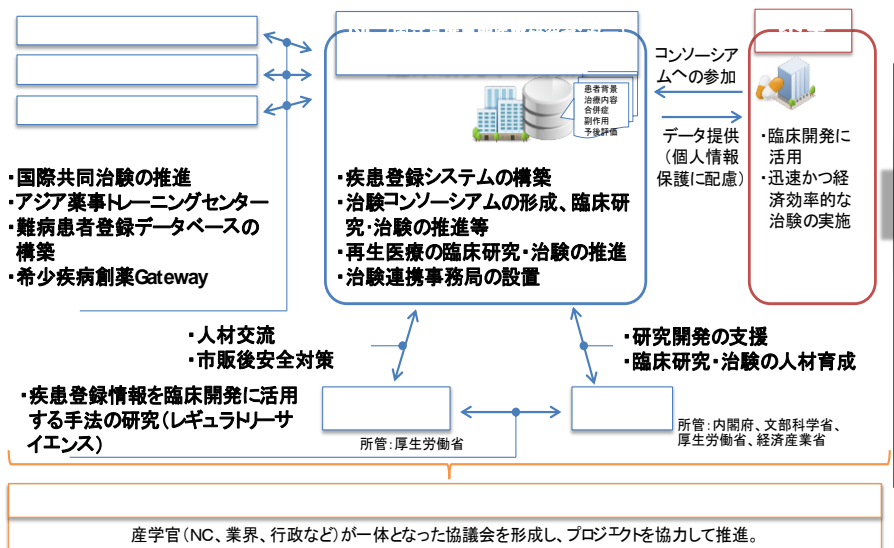 コンソーシア
ムへの参加
患者背景
治療内容
合併症
副作用
予後評価
データ提供
（個人情報
保護に配慮）
・臨床開発に
活用
・迅速かつ経
済効率的な
治験の実施
・国際共同治験の推進
・アジア薬事トレーニングセンター
・難病患者登録データベースの
構築
・希少疾病創薬Gateway
・疾患登録システムの構築
・治験コンソーシアムの形成、臨床研
究・治験の推進等
・再生医療の臨床研究・治験の推進
・治験連携事務局の設置
・人材交流
・市販後安全対策
・研究開発の支援
・臨床研究・治験の人材育成
・疾患登録情報を臨床開発に活用
する手法の研究（レギュラトリーサ
イエンス）
所管：厚生労働省
所管：内閣府、文部科学省、
厚生労働省、経済産業省
産学官（NC、業界、行政など）が一体となった協議会を形成し、プロジェクトを協力して推進。